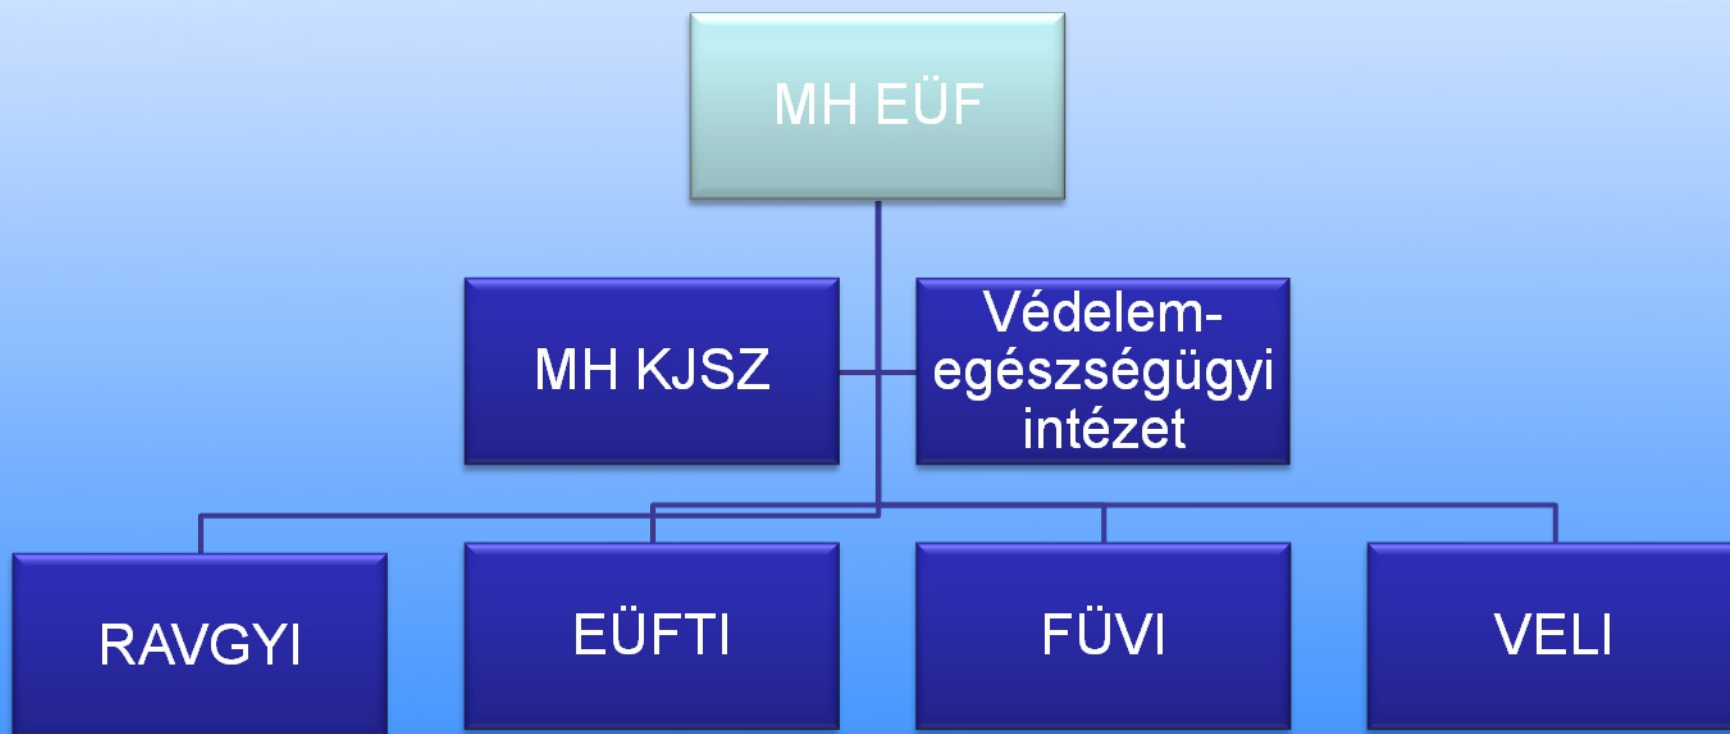 MH EÜF
MH KJSZ
Védelem-
egészségügyi
intézet
RAVGYI
EÜFTI
FÜVI
VELI